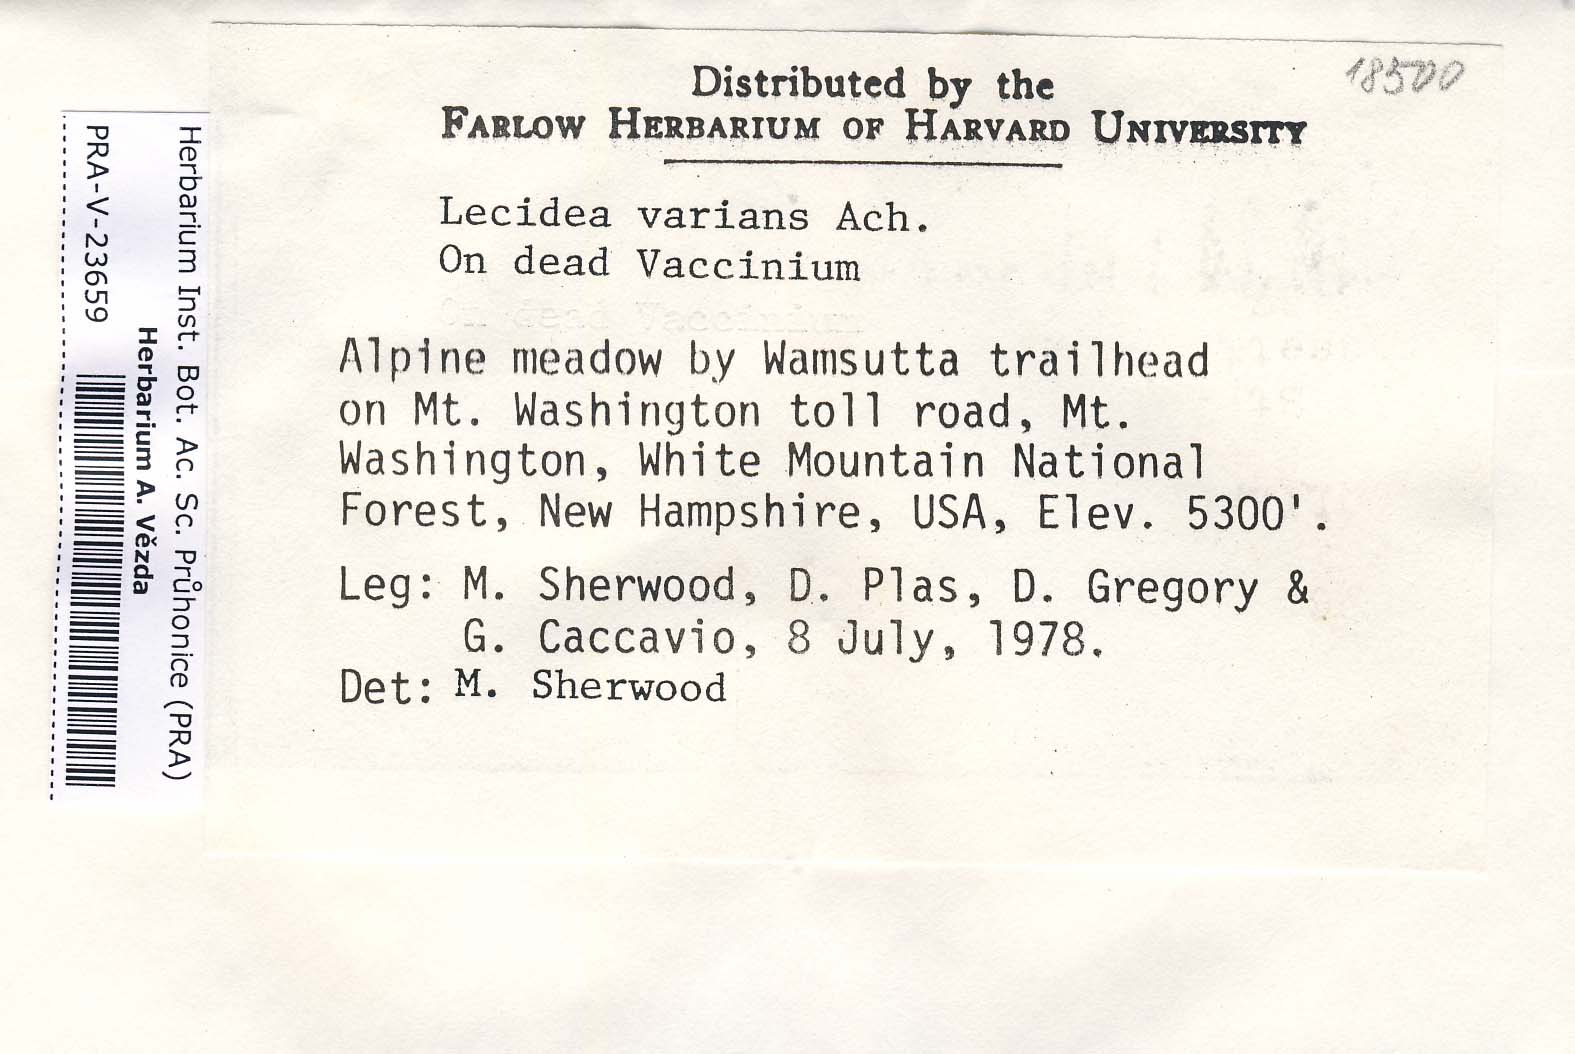 Distributed by the
FARLOW HERBARIUM OF HARVARD UNIVERSITY
18500
Lecidea varians Ach.
On dead Vaccinium
Alpine meadow by Wamsutta trailhead
on Mt. Washington toll road, Mt.
Washington, White Mountain National
Forest, New Hampshire, USA, Elev. 5300'.
Leg: M. Sherwood, D. Plas, D. Gregory &
G. Caccavio, 8 July, 1978.
Det: M. Sherwood
Herbarium Inst. Bot. Ac. Sc. Průhonice (PRA)
Herbarium A. Vězda
PRA-V-23659